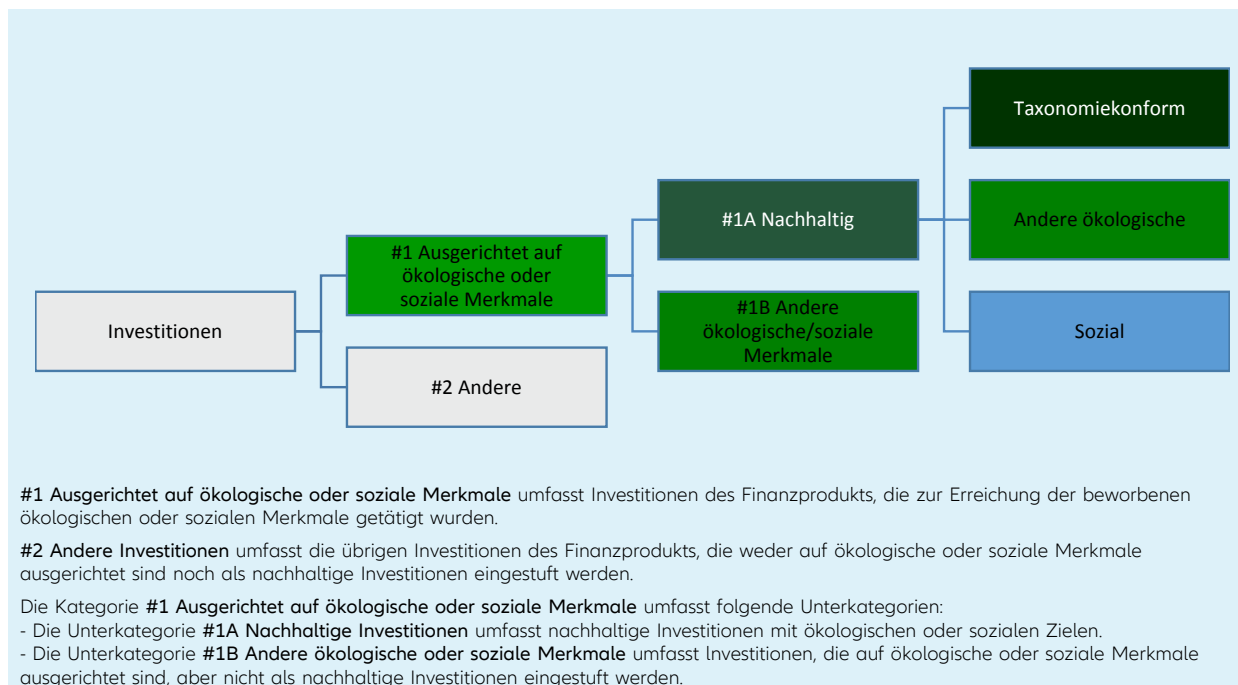 Taxonomiekonform
#1A Nachhaltig
Andere ökologische
#1 Ausgerichtet auf
ökologische oder
soziale Merkmale
#1B Andere
ökologische/soziale
Merkmale
Investitionen
Sozial
#2 Andere
#1 Ausgerichtet auf ökologische oder soziale Merkmale umfasst Investitionen des Finanzprodukts, die zur Erreichung der beworbenen
ökologischen oder sozialen Merkmale getätigt wurden.
#2 Andere Investitionen umfasst die übrigen Investitionen des Finanzprodukts, die weder auf ökologische oder soziale Merkmale
ausgerichtet sind noch als nachhaltige Investitionen eingestuft werden.
Die Kategorie #1 Ausgerichtet auf ökologische oder soziale Merkmale umfasst folgende Unterkategorien:
- Die Unterkategorie #1A Nachhaltige Investitionen umfasst nachhaltige Investitionen mit ökologischen oder sozialen Zielen.
- Die Unterkategorie #1B Andere ökologische oder soziale Merkmale umfasst Investitionen, die auf ökologische oder soziale Merkmale
ausgerichtet sind, aber nicht als nachhaltige Investitionen eingestuft werden.